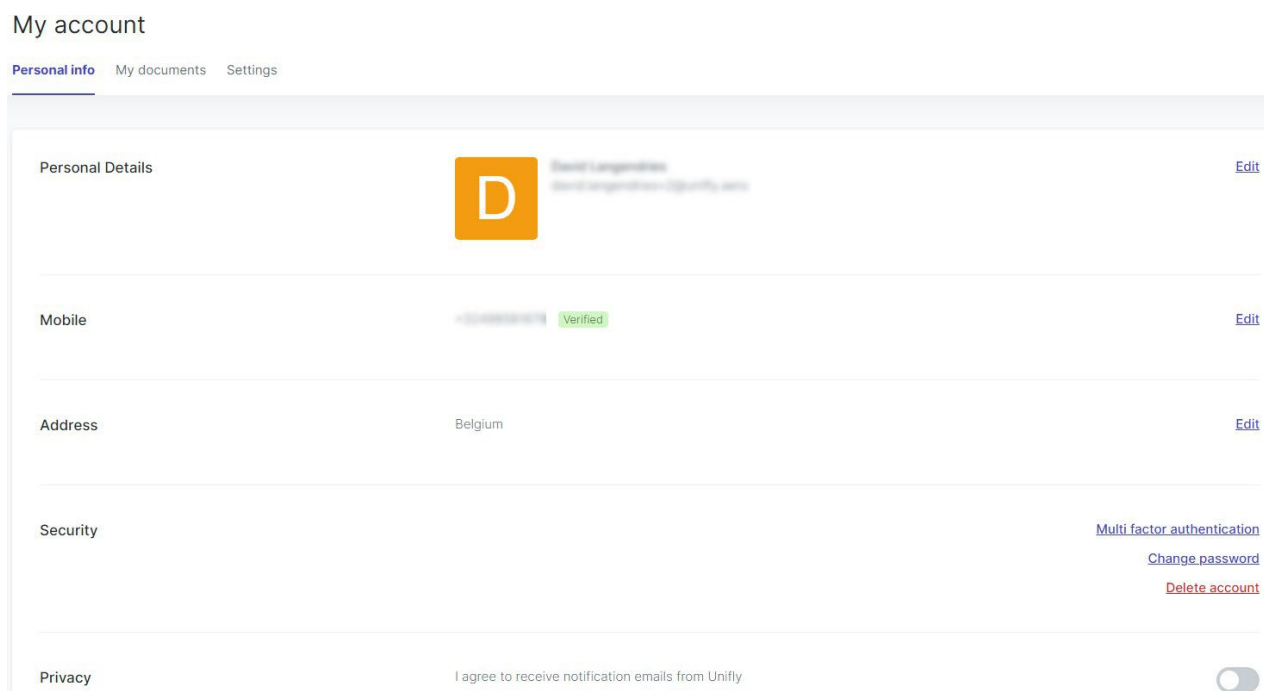 My account
Personal info My documents Settings
Personal Details
D
Edit
Mobile
Verified
Edit
Address
Belgium
Edit
Security
Multi factor authentication
Change password
Delete account
Privacy
I agree to receive notification emails from Unifly